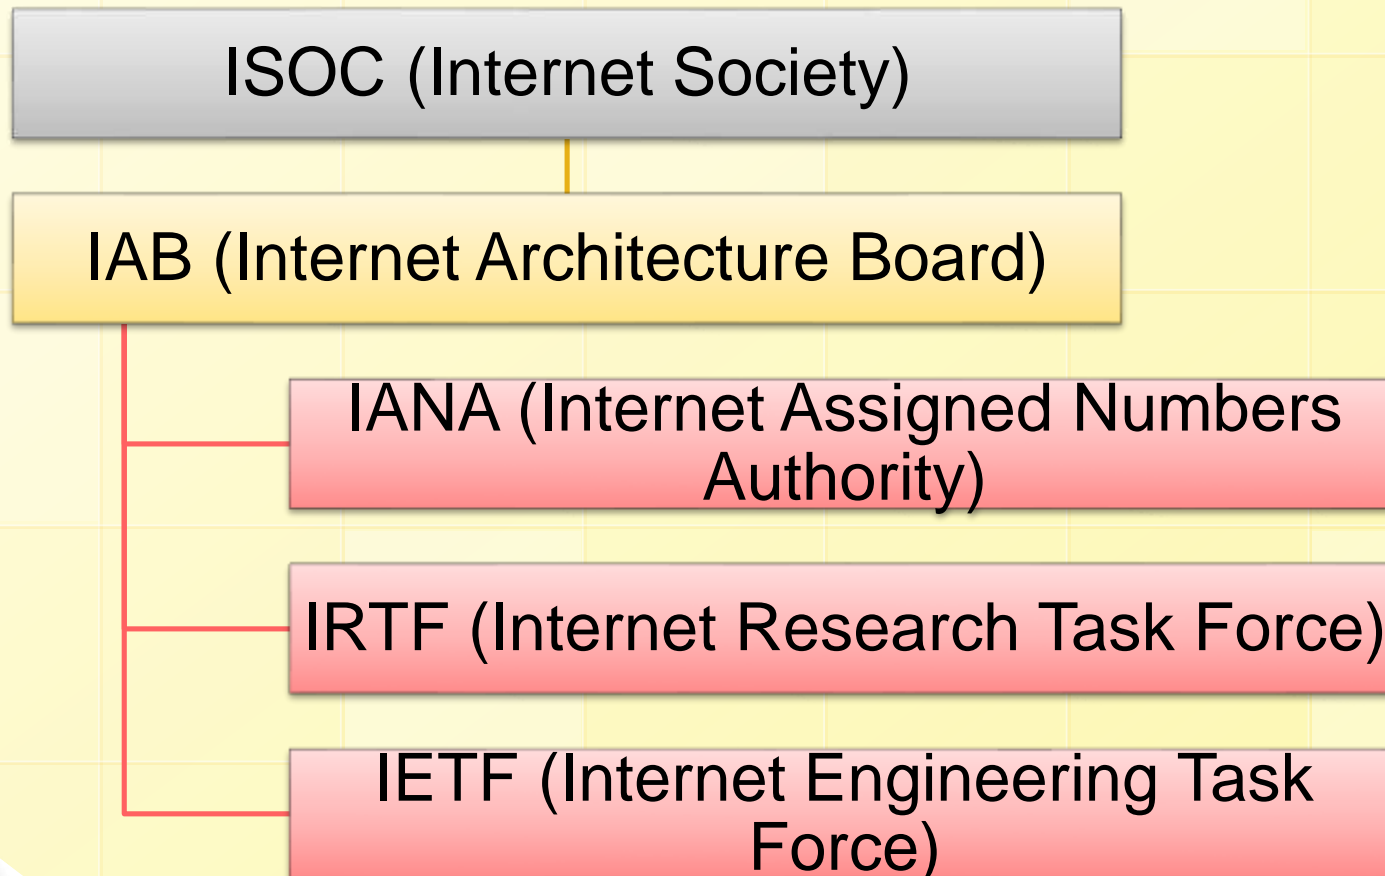 ISOC (Internet Society)
IAB (Internet Architecture Board)
IANA (Internet Assigned Numbers
Authority)
IRTF (Internet Research Task Force)
IETF (Internet Engineering Task
Force)